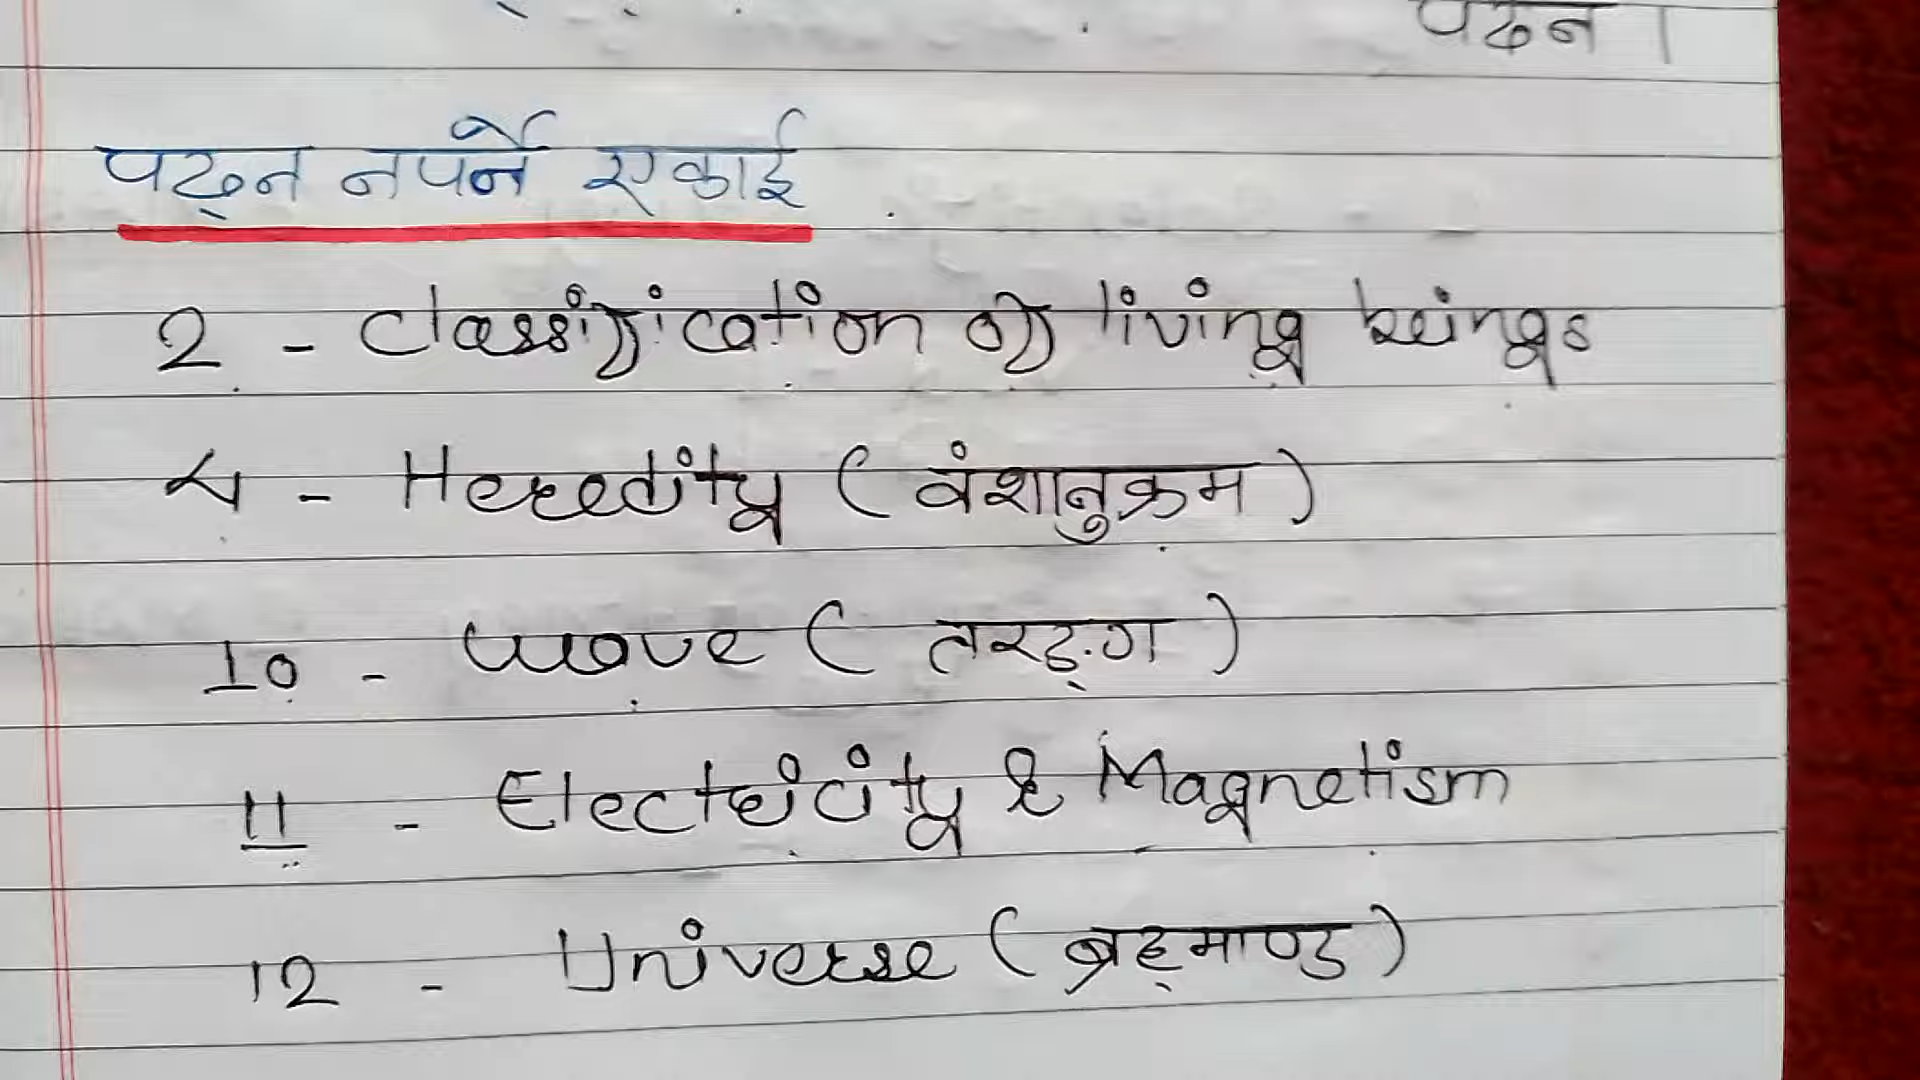 पढ्न ।
पढ्न नपर्ने एकाई
2 - Classification of living beings
4 - Heredity ( वंशानुक्रम )
10 - wave ( तरङ्ग )
11 - Electricity & Magnetism
12 - Universe ( ब्रह्माण्ड )